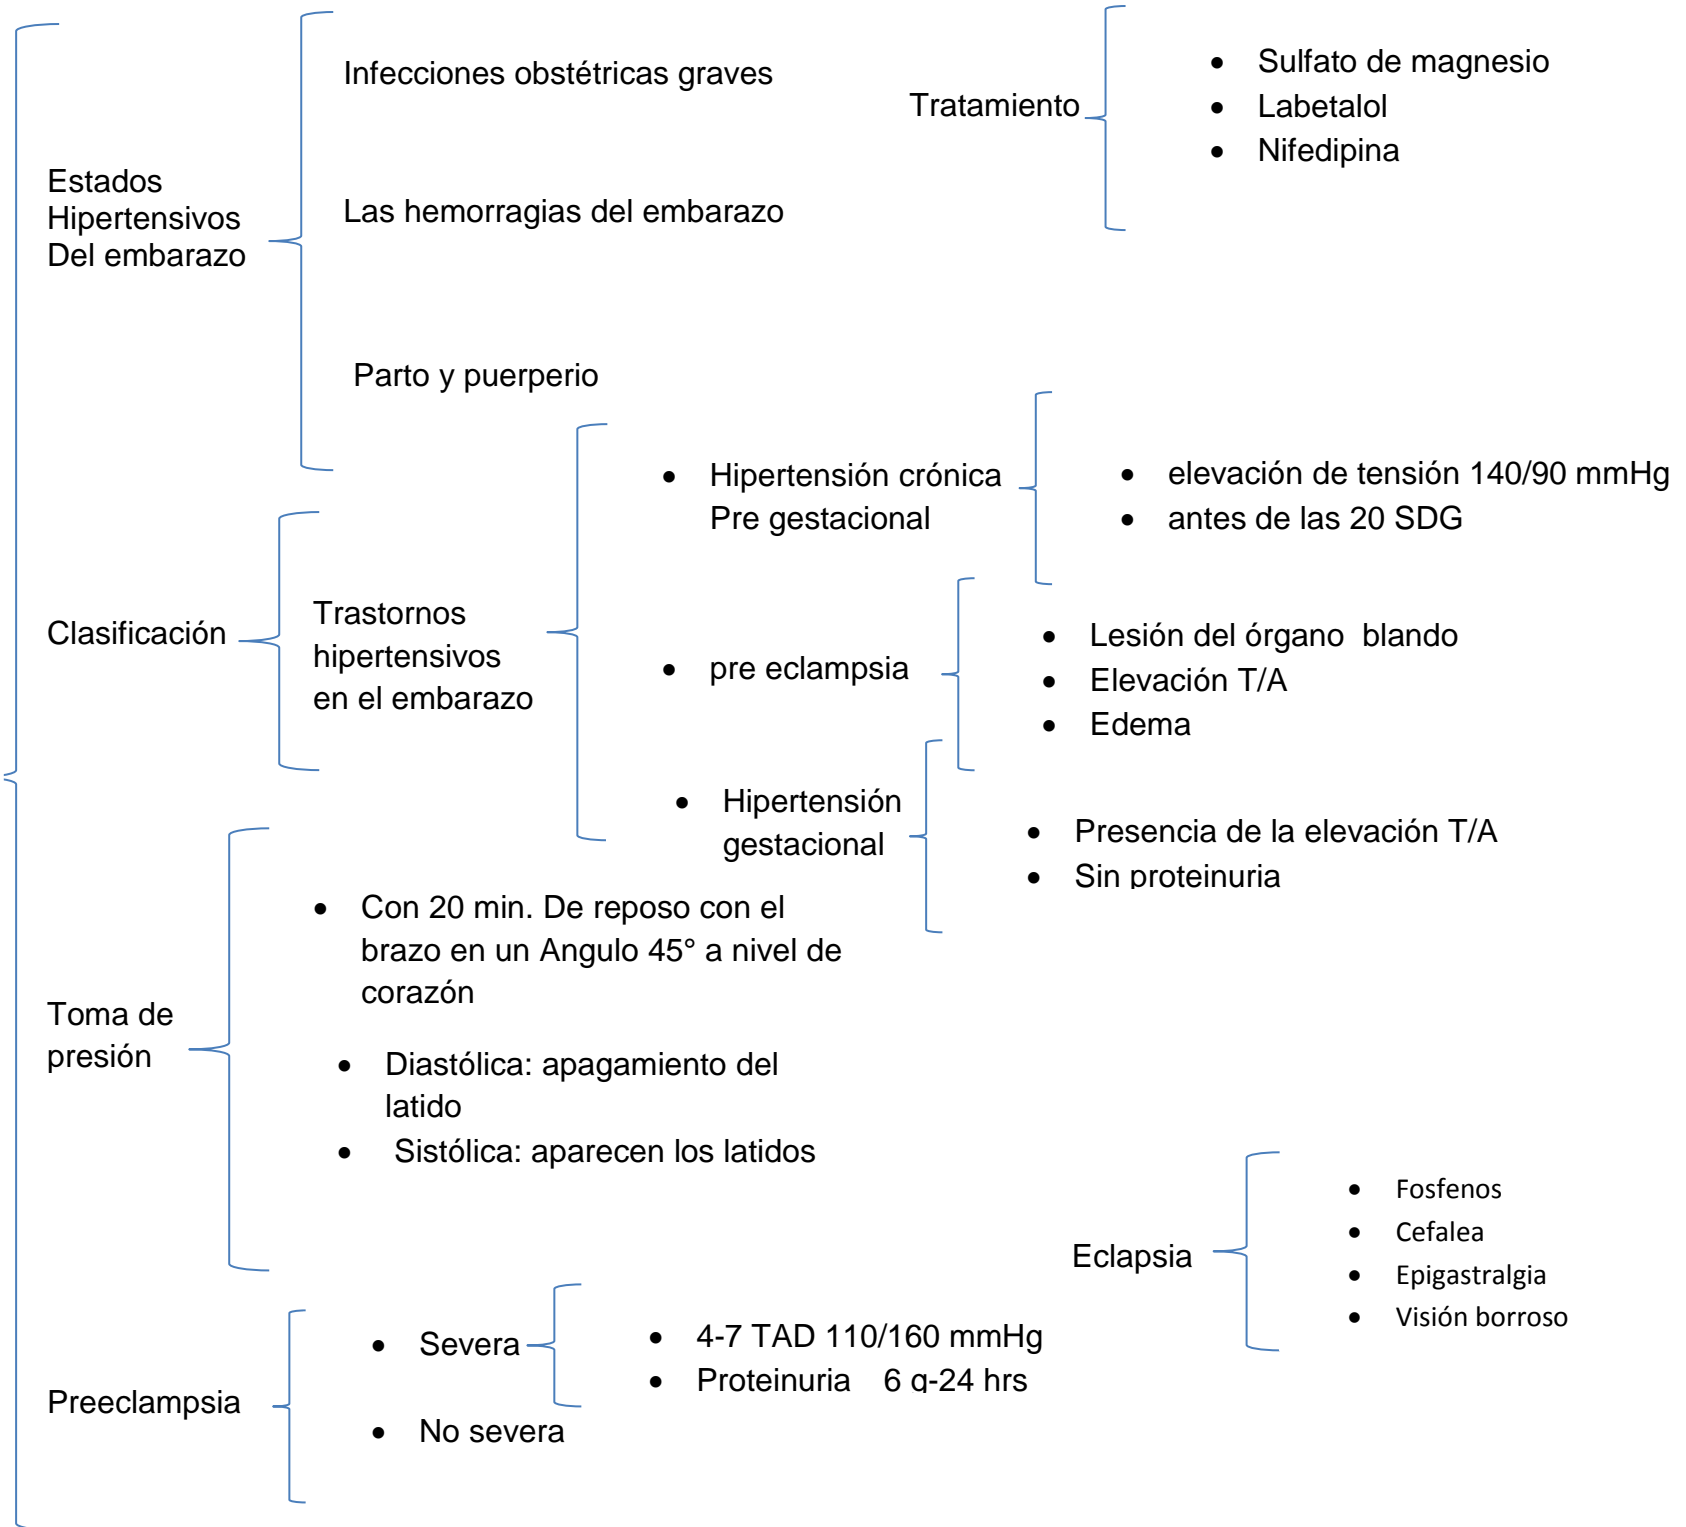 Infecciones obstétricas graves
Tratamiento
• Sulfato de magnesio
• Labetalol
• Nifedipina
Estados
Hipertensivos
Del embarazo
Las hemorragias del embarazo
Parto y puerperio
Clasificación
Trastornos
hipertensivos
en el embarazo
• Hipertensión crónica
Pre gestacional
• elevación de tensión 140/90 mmHg
• antes de las 20 SDG
• pre eclampsia
• Lesión del órgano blando
• Elevación T/A
• Edema
• Hipertensión
gestacional
• Presencia de la elevación T/A
• Sin proteinuria
Toma de
presión
• Con 20 min. De reposo con el
brazo en un Angulo 45° a nivel de
corazón
• Diastólica: apagamiento del
latido
• Sistólica: aparecen los latidos
Eclapsia
• Fosfenos
• Cefalea
• Epigastralgia
• Visión borroso
Preeclampsia
• Severa
• 4-7 TAD 110/160 mmHg
• Proteinuria 6 g-24 hrs
• No severa